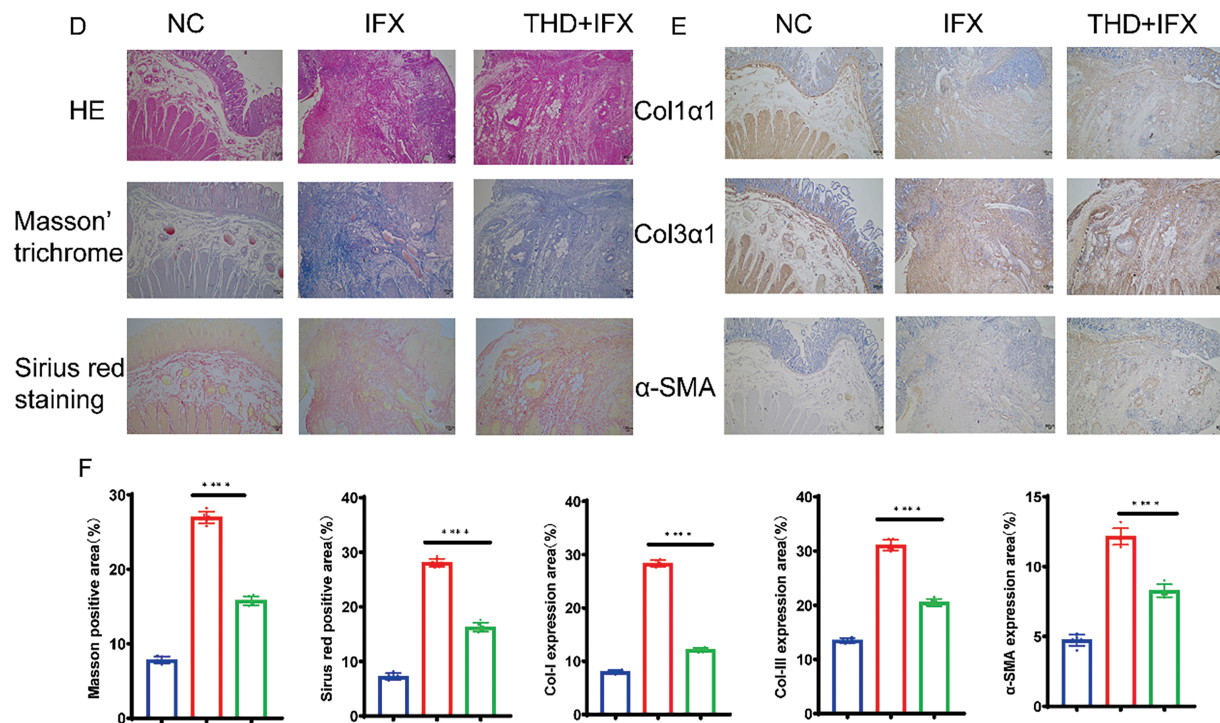 D NC IFX THD+IFX E NC IFX THD+IFX
HE
Col1α1
Masson'
trichrome
Col3α1
Sirius red
staining
α-SMA
F
Masson positive area(%)
30
20
10
0
****
Sirus red positive area(%)
40
30
20
10
0
****
Col-I expression area(%)
40
30
20
10
0
****
Col-III expression area(%)
40
30
20
10
0
****
α-SMA expression area(%)
15
10
5
0
****